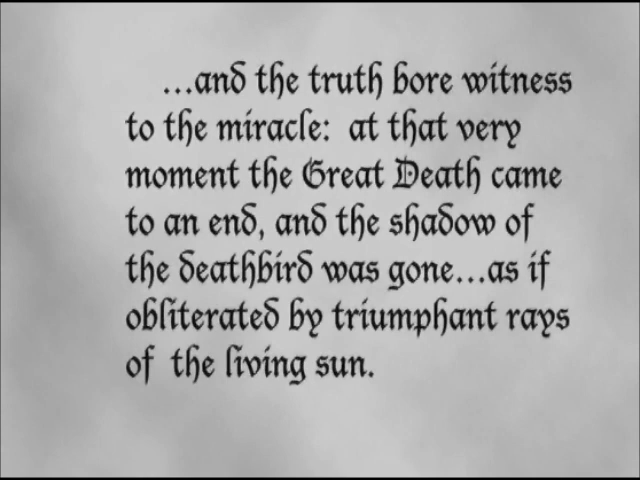 ...and the truth bore witness
to the miracle: at that very
moment the Great Death came
to an end, and the shadow of
the deathbird was gone...as if
obliterated by triumphant rays
of the living sun.